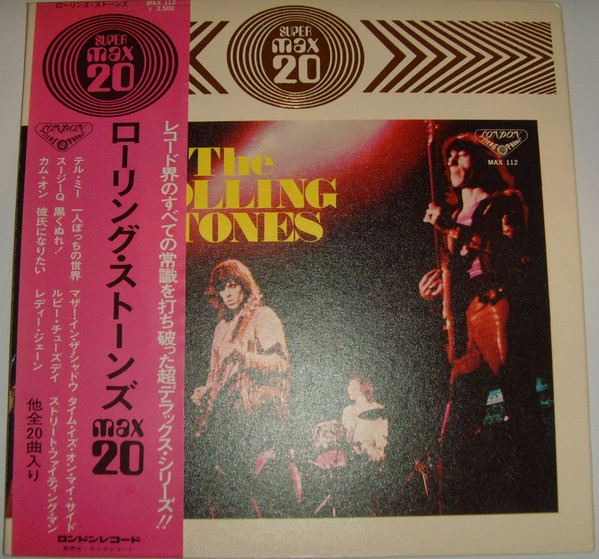 ローリング・ストーンズ
MAX 112
¥ 2,500
SUPER
max
20
SUPER
max
20
LONDON
レコード界のすべての常識を打ち破った超デラックス・シリーズ!!
ローリング・ストーンズ
max
20
テル・ミー
スージーQ
カム・オン
一人ぼっちの世界
黒くぬれ!
彼氏になりたい
マザー・イン・ザ・シャドウ
ルビー・チューズデイ
レディー・ジェーン
タイム・イズ・オン・マイ・サイド
ストリート・ファイティング・マン
他全20曲入り
ロンドンレコード
The
OLLING
TONES
LONDON
MAX 112